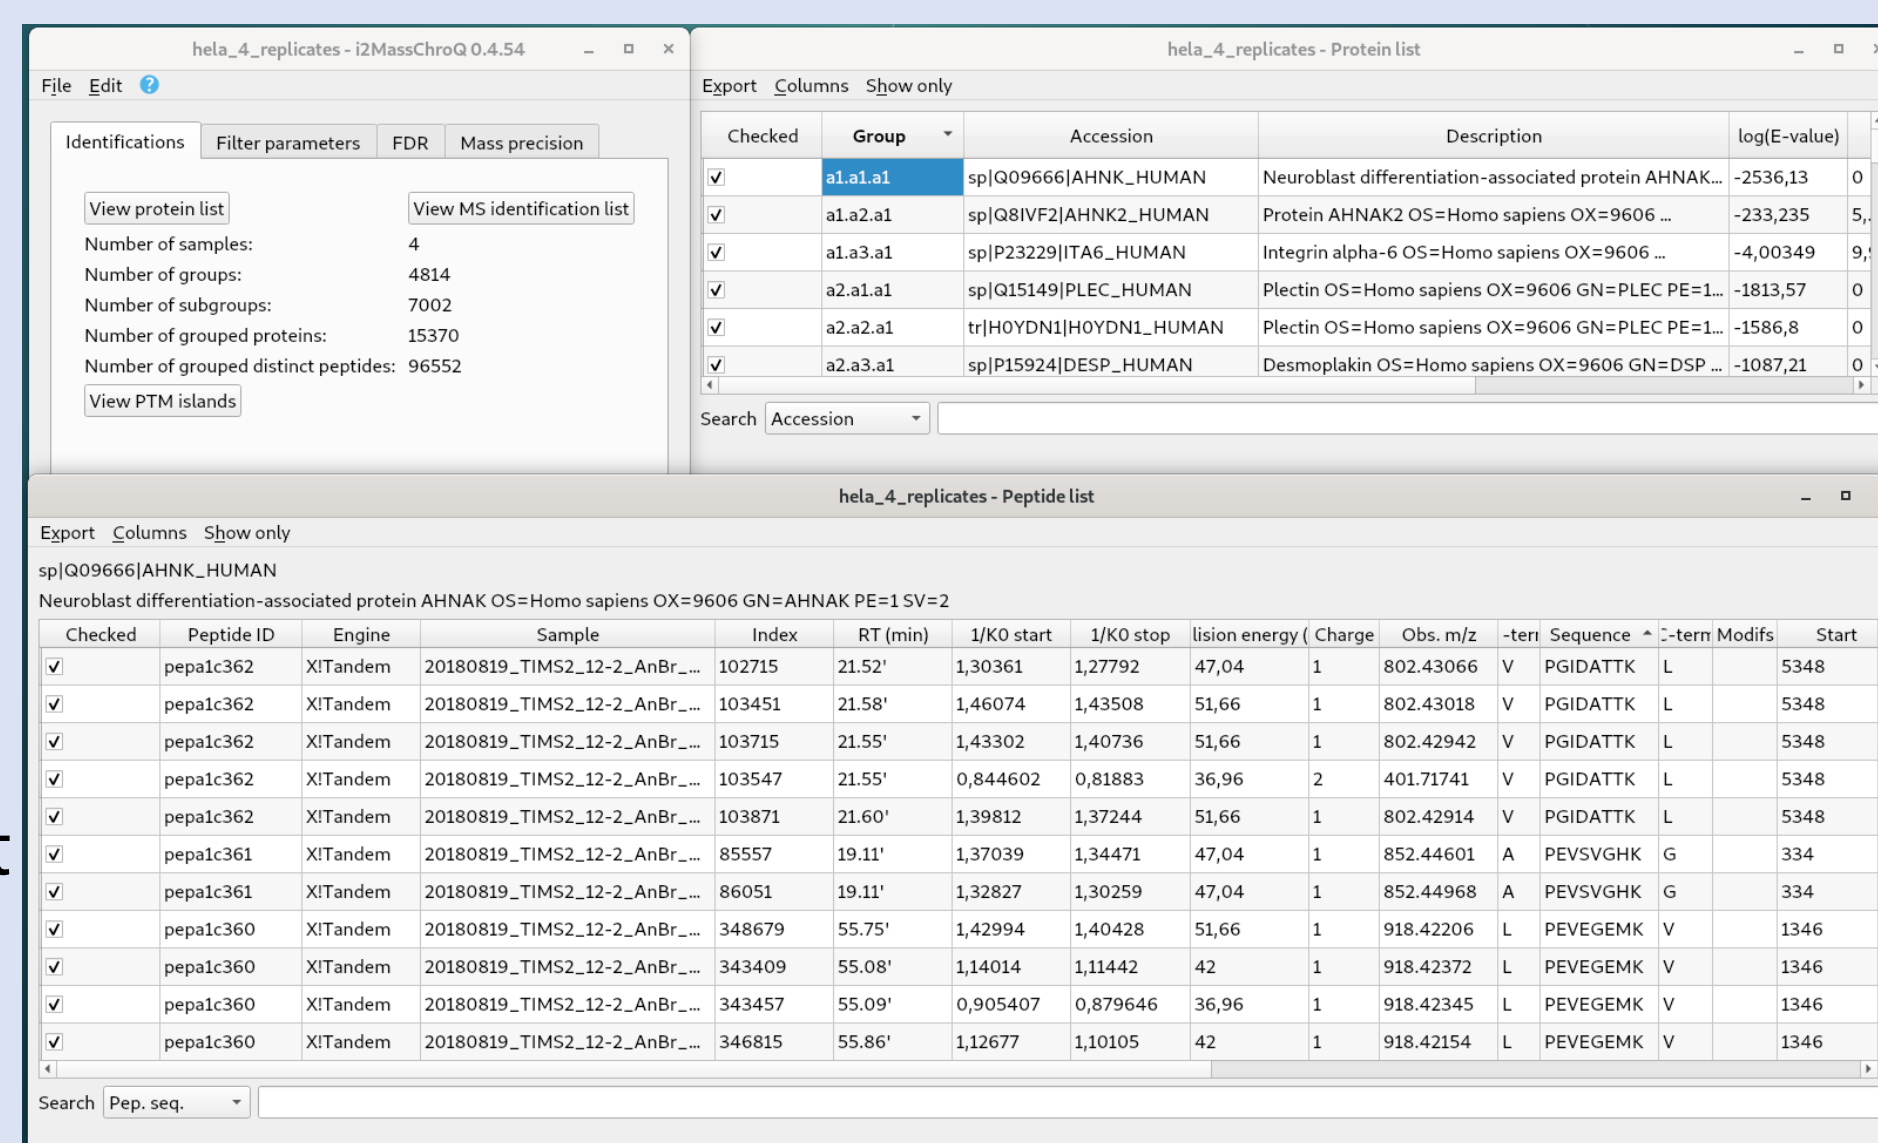 hela_4_replicates - i2MassChroQ 0.4.54
File Edit ?
Identifications Filter parameters FDR Mass precision
View protein list View MS identification list
Number of samples: 4
Number of groups: 4814
Number of subgroups: 7002
Number of grouped proteins: 15370
Number of grouped distinct peptides: 96552
View PTM islands
hela_4_replicates - Protein list
Export Columns Show only
Checked Group Accession Description log(E-value)
a1.a1.a1 sp|Q09666|AHNK_HUMAN Neuroblast differentiation-associated protein AHNAK... -2536,13 0
a1.a2.a1 sp|Q8IVF2|AHNK2_HUMAN Protein AHNAK2 OS=Homo sapiens OX=9606 ... -233,235 5,
a1.a3.a1 sp|P23229|ITA6_HUMAN Integrin alpha-6 OS=Homo sapiens OX=9606 ... -4,00349 9,
a2.a1.a1 sp|Q15149|PLEC_HUMAN Plectin OS=Homo sapiens OX=9606 GN=PLEC PE=1... -1813,57 0
a2.a2.a1 tr|H0YDN1|H0YDN1_HUMAN Plectin OS=Homo sapiens OX=9606 GN=PLEC PE=1... -1586,8 0
a2.a3.a1 sp|P15924|DESP_HUMAN Desmoplakin OS=Homo sapiens OX=9606 GN=DSP ... -1087,21 0
Search Accession
hela_4_replicates - Peptide list
Export Columns Show only
sp|Q09666|AHNK_HUMAN
Neuroblast differentiation-associated protein AHNAK OS=Homo sapiens OX=9606 GN=AHNAK PE=1 SV=2
Checked Peptide ID Engine Sample Index RT (min) 1/K0 start 1/K0 stop lision energy ( Charge Obs. m/z -teri Sequence C-term Modifs Start
pepa1c362 X!Tandem 20180819_TIMS2_12-2_AnBr_... 102715 21.52' 1,30361 1,27792 47,04 1 802.43066 V PGIDATTK L 5348
pepa1c362 X!Tandem 20180819_TIMS2_12-2_AnBr_... 103451 21.58' 1,46074 1,43508 51,66 1 802.43018 V PGIDATTK L 5348
pepa1c362 X!Tandem 20180819_TIMS2_12-2_AnBr_... 103715 21.55' 1,43302 1,40736 51,66 1 802.42942 V PGIDATTK L 5348
pepa1c362 X!Tandem 20180819_TIMS2_12-2_AnBr_... 103547 21.55' 0,844602 0,81883 36,96 2 401.71741 V PGIDATTK L 5348
pepa1c362 X!Tandem 20180819_TIMS2_12-2_AnBr_... 103871 21.60' 1,39812 1,37244 51,66 1 802.42914 V PGIDATTK L 5348
pepa1c361 X!Tandem 20180819_TIMS2_12-2_AnBr_... 85557 19.11' 1,37039 1,34471 47,04 1 852.44601 A PEVSVGHK G 334
pepa1c361 X!Tandem 20180819_TIMS2_12-2_AnBr_... 86051 19.11' 1,32827 1,30259 47,04 1 852.44968 A PEVSVGHK G 334
pepa1c360 X!Tandem 20180819_TIMS2_12-2_AnBr_... 348679 55.75' 1,42994 1,40428 51,66 1 918.42206 L PEVEGEMK V 1346
pepa1c360 X!Tandem 20180819_TIMS2_12-2_AnBr_... 343409 55.08' 1,14014 1,11442 42 1 918.42372 L PEVEGEMK V 1346
pepa1c360 X!Tandem 20180819_TIMS2_12-2_AnBr_... 343457 55.09' 0,905407 0,879646 36,96 1 918.42345 L PEVEGEMK V 1346
pepa1c360 X!Tandem 20180819_TIMS2_12-2_AnBr_... 346815 55.86' 1,12677 1,10105 42 1 918.42154 L PEVEGEMK V 1346
Search Pep. seq.